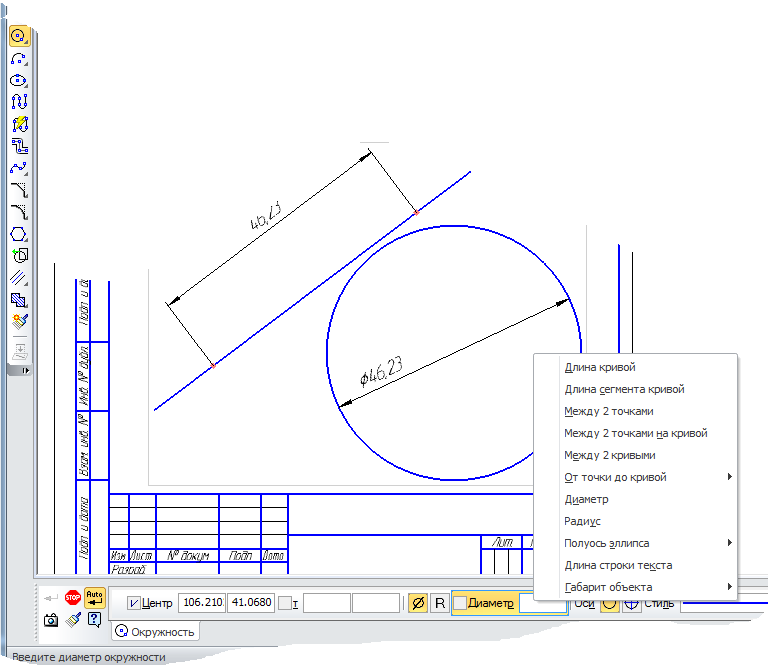 46,23
ϕ46,23
Подп и да
Инв. № дубл.
Взам. инв. №
Подп и дата
Изм Лист № докум Подп Дата
Разраб.
Лит.
Длина кривой
Длина сегмента кривой
Между 2 точками
Между 2 точками на кривой
Между 2 кривыми
От точки до кривой
Диаметр
Радиус
Полуось эллипса
Длина строки текста
Габарит объекта
STOP Auto Центр 106.210 41.0680 т R Диаметр Оси Стиль
Окружность
Введите диаметр окружности